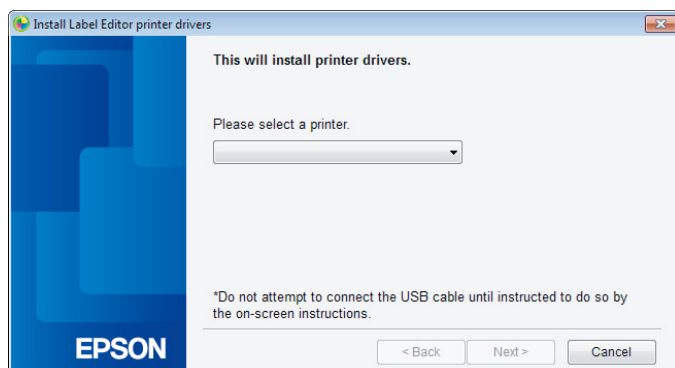 Install Label Editor printer drivers
This will install printer drivers.
Please select a printer.
*Do not attempt to connect the USB cable until instructed to do so by
the on-screen instructions.
EPSON
< Back
Next >
Cancel